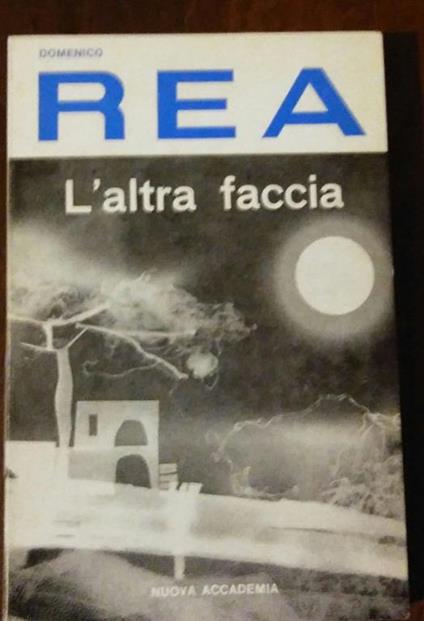 DOMENICO
REA
L'altra faccia
NUOVA ACCADEMIA